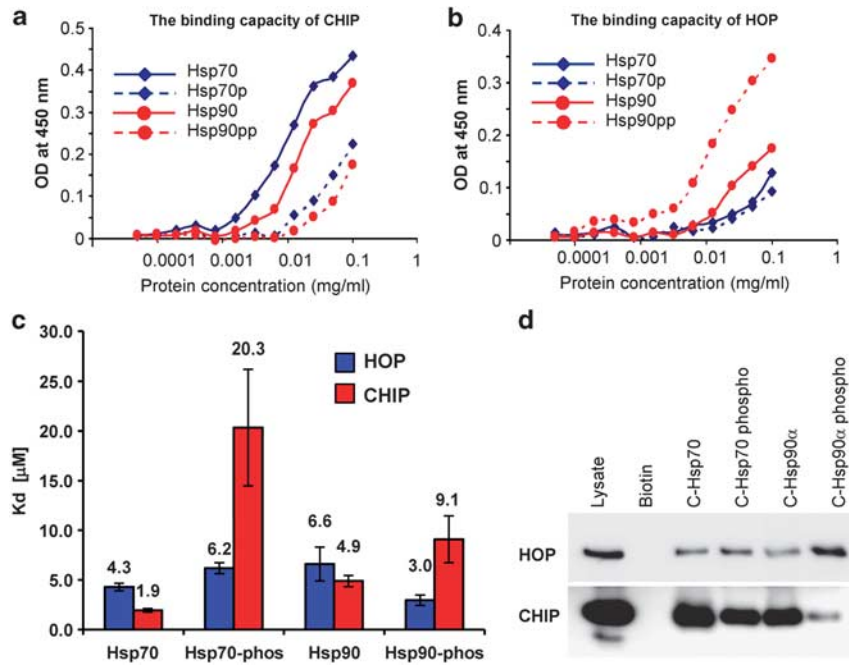 a
The binding capacity of CHIP
OD at 450 nm
0.5
0.4
0.3
0.2
0.1
0
Hsp70
Hsp70p
Hsp90
Hsp90pp
0.0001 0.001 0.01 0.1 1
Protein concentration (mg/ml)
b
The binding capacity of HOP
OD at 450 nm
0.4
0.3
0.2
0.1
0
Hsp70
Hsp70p
Hsp90
Hsp90pp
0.0001 0.001 0.01 0.1 1
Protein concentration (mg/ml)
c
Kd [μM]
30.0
25.0
20.0
15.0
10.0
5.0
0.0
HOP
CHIP
4.3
1.9
6.2
20.3
6.6
4.9
3.0
9.1
Hsp70 Hsp70-phos Hsp90 Hsp90-phos
d
Lysate
Biotin
C-Hsp70
C-Hsp70 phospho
C-Hsp90α
C-Hsp90α phospho
HOP
CHIP